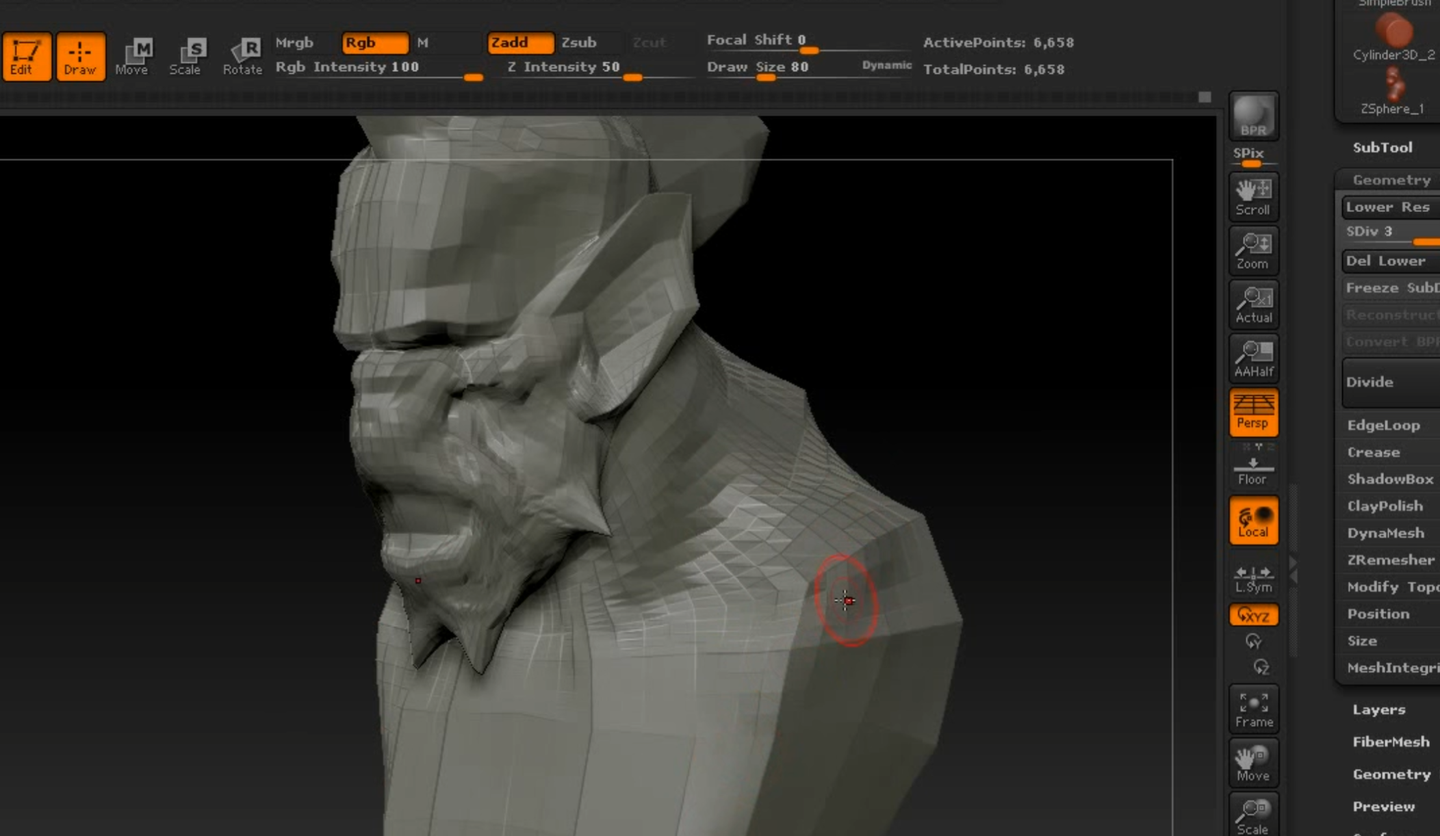 Edit
Draw
Move
Scale
Rotate
Mrgb Rgb M
Rgb Intensity 100
Zadd Zsub Zcut
Z Intensity 50
Focal Shift 0
Draw Size 80 Dynamic
ActivePoints: 6,658
TotalPoints: 6,658
BPR
SPix
Scroll
Zoom
Actual
AAHalf
Persp
Floor
Local
L.Sym
XYZ
Y
Z
Frame
Move
Scale
SimpleBrush
Cylinder3D_2
ZSphere_1
SubTool
Geometry
Lower Res
SDiv 3
Del Lower
Freeze SubD
Reconstruct
Convert BPR
Divide
EdgeLoop
Crease
ShadowBox
ClayPolish
DynaMesh
ZRemesher
Modify Topo
Position
Size
MeshIntegri
Layers
FiberMesh
Geometry
Preview